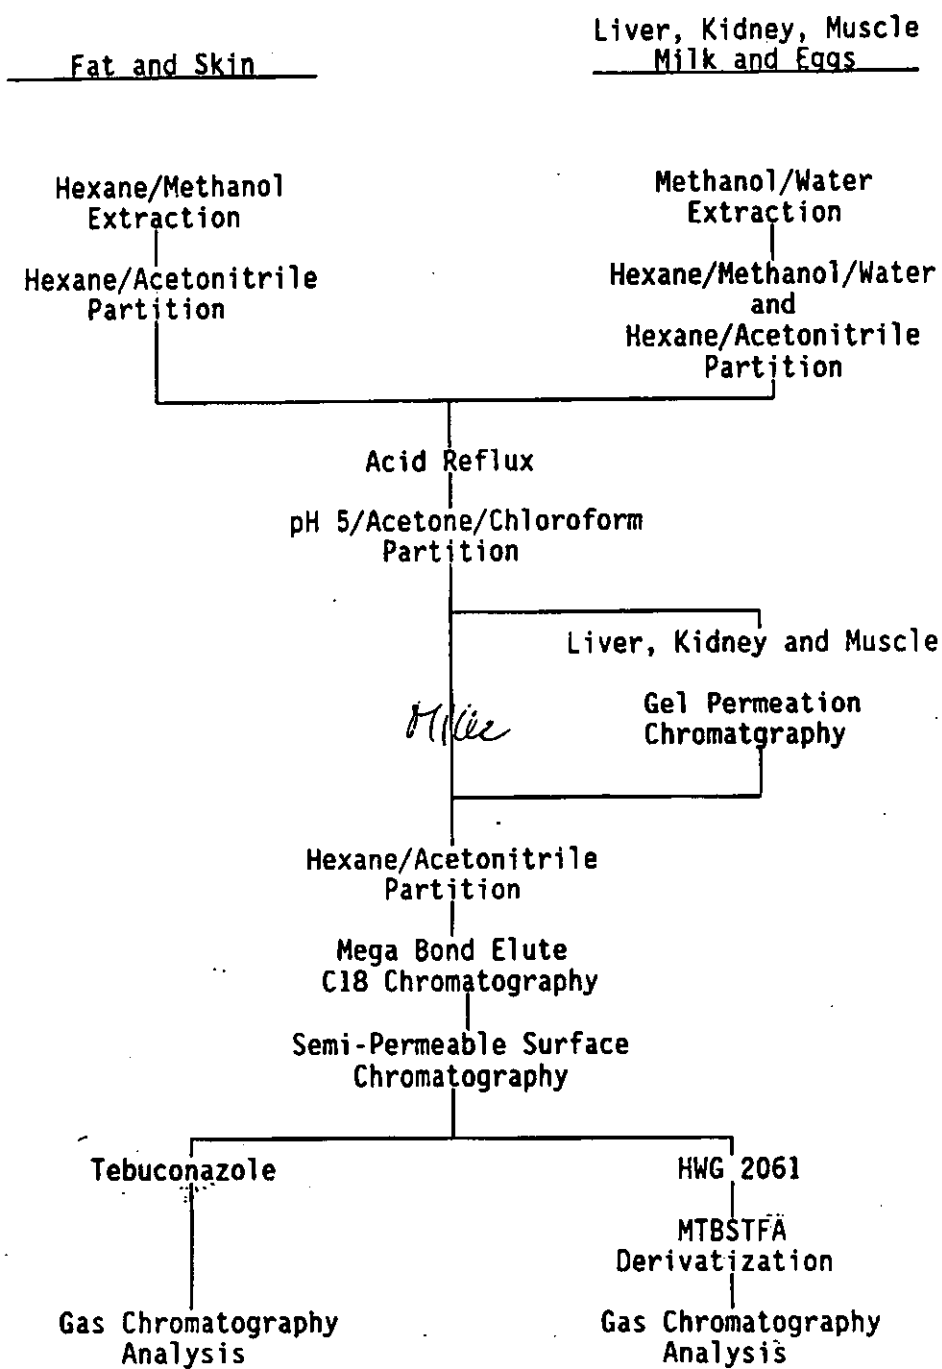 Fat and Skin
Liver, Kidney, Muscle
Milk and Eggs
Hexane/Methanol
Extraction
Hexane/Acetonitrile
Partition
Methanol/Water
Extraction
Hexane/Methanol/Water
and
Hexane/Acetonitrile
Partition
Acid Reflux
pH 5/Acetone/Chloroform
Partition
Liver, Kidney and Muscle
Gel Permeation
Chromatgraphy
Hexane/Acetonitrile
Partition
Mega Bond Elute
C18 Chromatography
Semi-Permeable Surface
Chromatography
Tebuconazole
Gas Chromatography
Analysis
HWG 2061
MTBSTFA
Derivatization
Gas Chromatography
Analysis